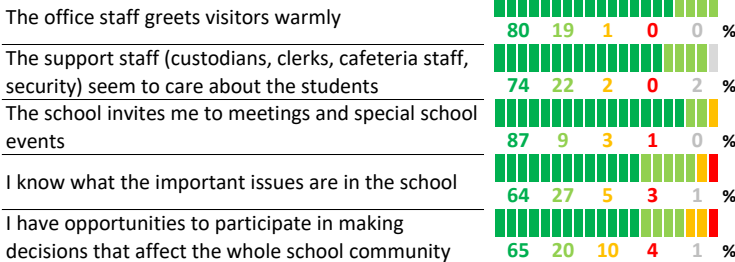 The office staff greets visitors warmly
80 19 1 0 0 %
The support staff (custodians, clerks, cafeteria staff,
security) seem to care about the students
74 22 2 0 2 %
The school invites me to meetings and special school
events
87 9 3 1 0 %
I know what the important issues are in the school
64 27 5 3 1 %
I have opportunities to participate in making
decisions that affect the whole school community
65 20 10 4 1 %